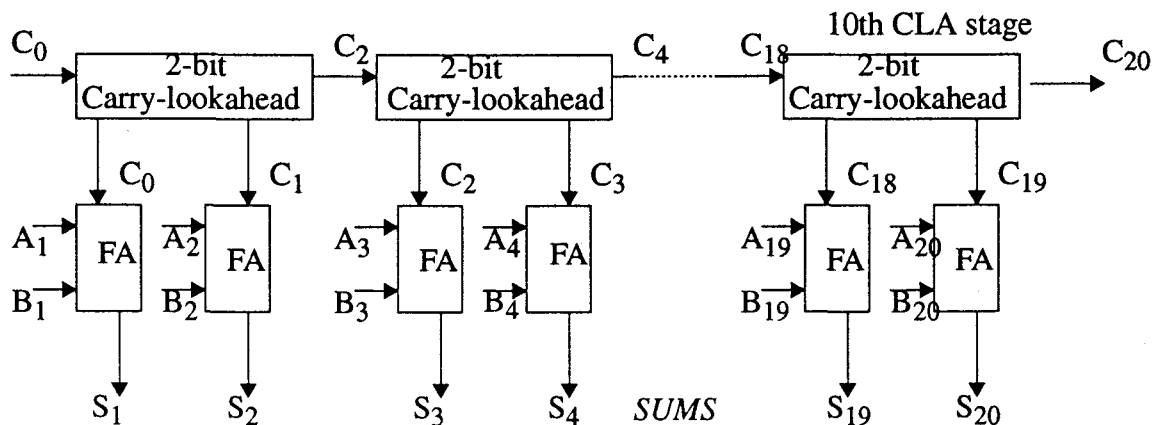 10th CLA stage
C0 C2 C4 C18 C20
2-bit Carry-lookahead
2-bit Carry-lookahead
2-bit Carry-lookahead
C0 C1 C2 C3 C18 C19
A1 A2 A3 A4 A19 A20
FA FA FA FA FA FA
B1 B2 B3 B4 B19 B20
S1 S2 S3 S4 SUMS S19 S20